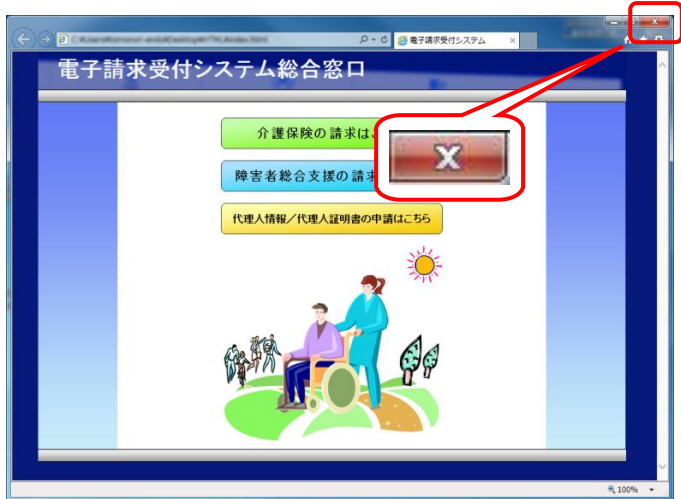 電子請求受付システム
電子請求受付システム総合窓口
介護保険の請求は
障害者総合支援の請求
代理人情報／代理人証明書の申請はこちら
100%